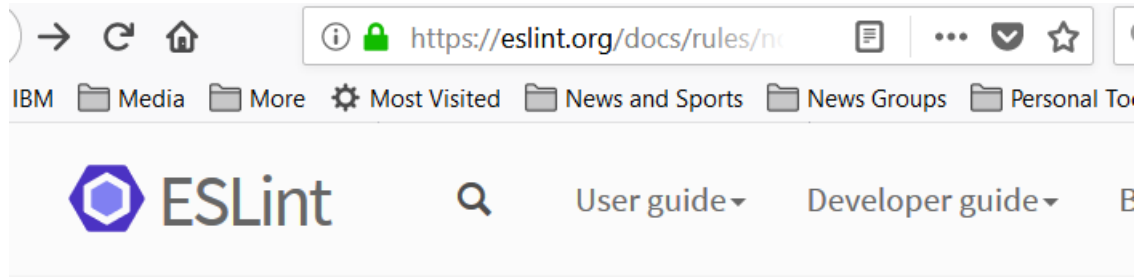 https://eslint.org/docs/rules/
IBM Media More Most Visited News and Sports News Groups Personal
ESLint User guide Developer guide